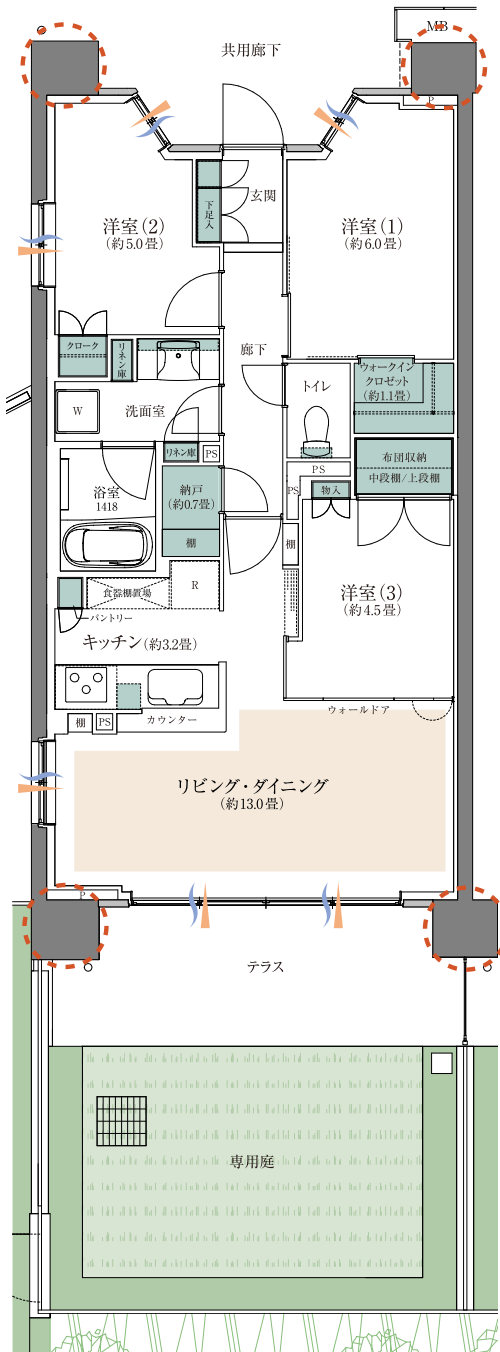 MB
共用廊下
P
下足入
玄関
洋室(2)
(約5.0畳)
洋室(1)
(約6.0畳)
クローク
リネン庫
廊下
トイレ
ウォークイン
クロゼット
(約1.1畳)
W
洗面室
リネン庫
PS
布団収納
中段棚/上段棚
浴室
1418
納戸
(約0.7畳)
PS
PS
物入
棚
棚
食器棚置場
R
洋室(3)
(約4.5畳)
パントリー
キッチン(約3.2畳)
ウォールドア
棚
PS
カウンター
リビング・ダイニング
(約13.0畳)
P
テラス
専用庭